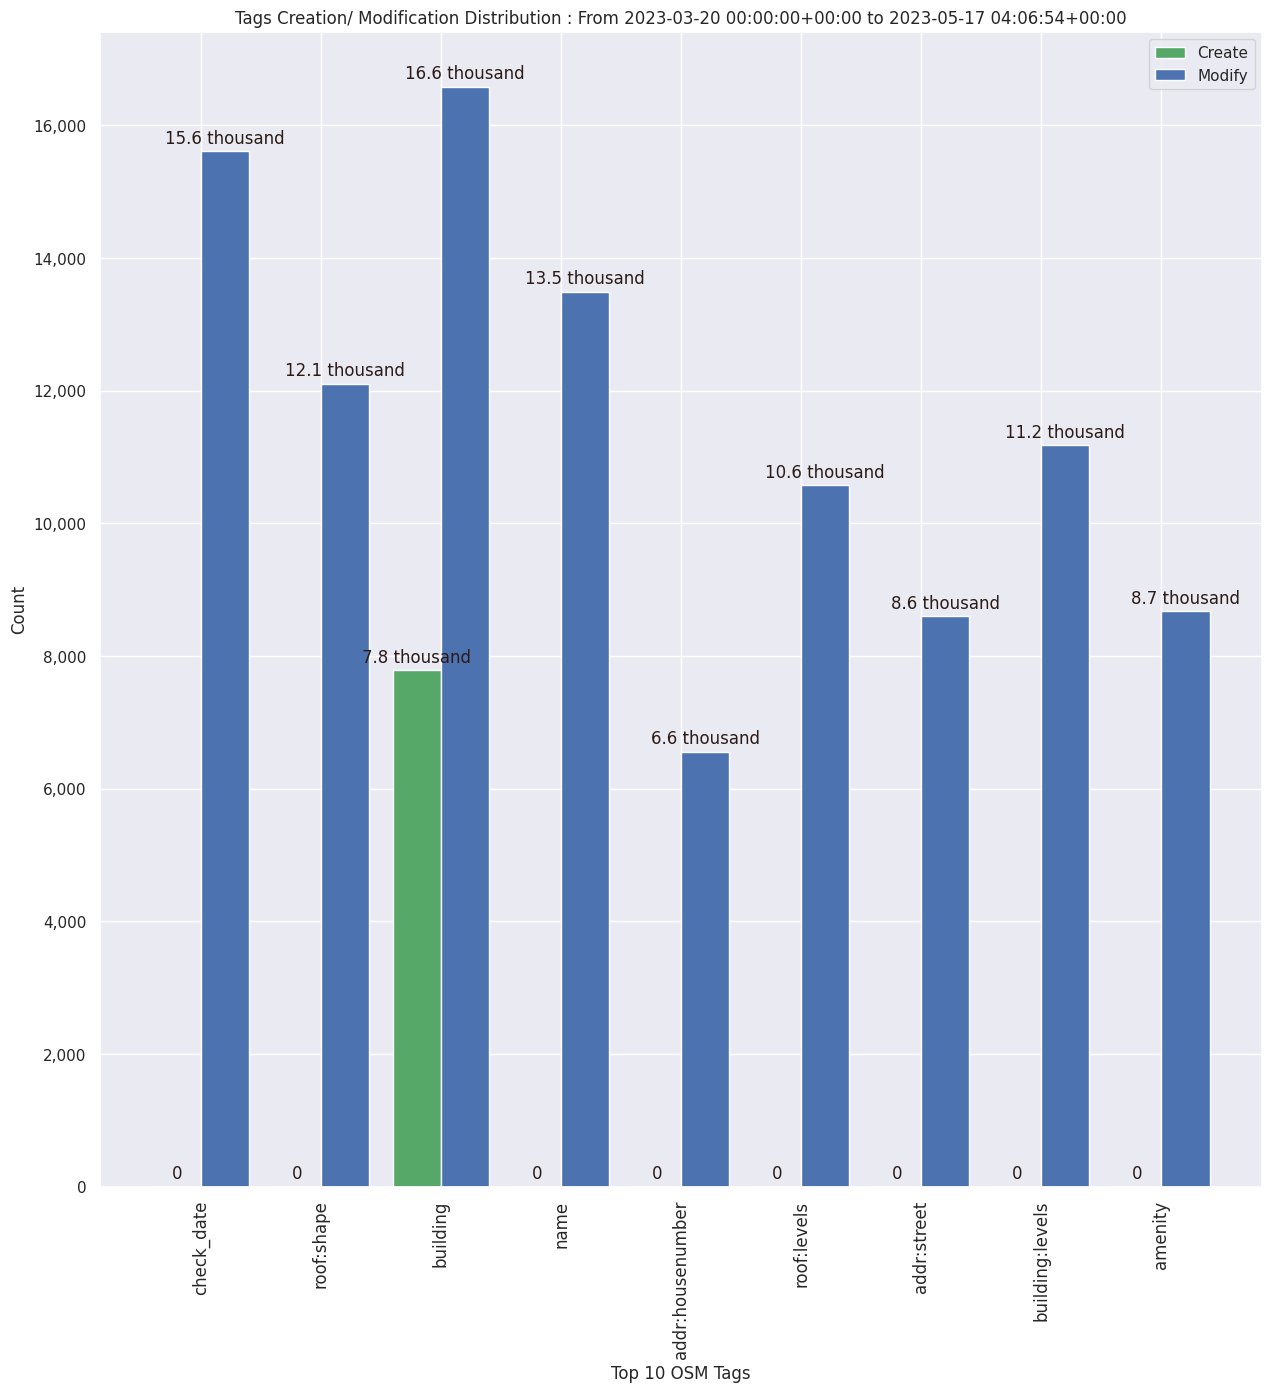 Tags Creation/ Modification Distribution : From 2023-03-20 00:00:00+00:00 to 2023-05-17 04:06:54+00:00
Create
Modify
16.6 thousand
16,000
15.6 thousand
14,000
13.5 thousand
12.1 thousand
12,000
11.2 thousand
10.6 thousand
10,000
8.7 thousand
8.6 thousand
8,000
7.8 thousand
6.6 thousand
6,000
4,000
2,000
0
0
0
0
0
0
0
0
0
Count
check_date
roof:shape
building
name
addr:housenumber
roof:levels
addr:street
building:levels
amenity
Top 10 OSM Tags